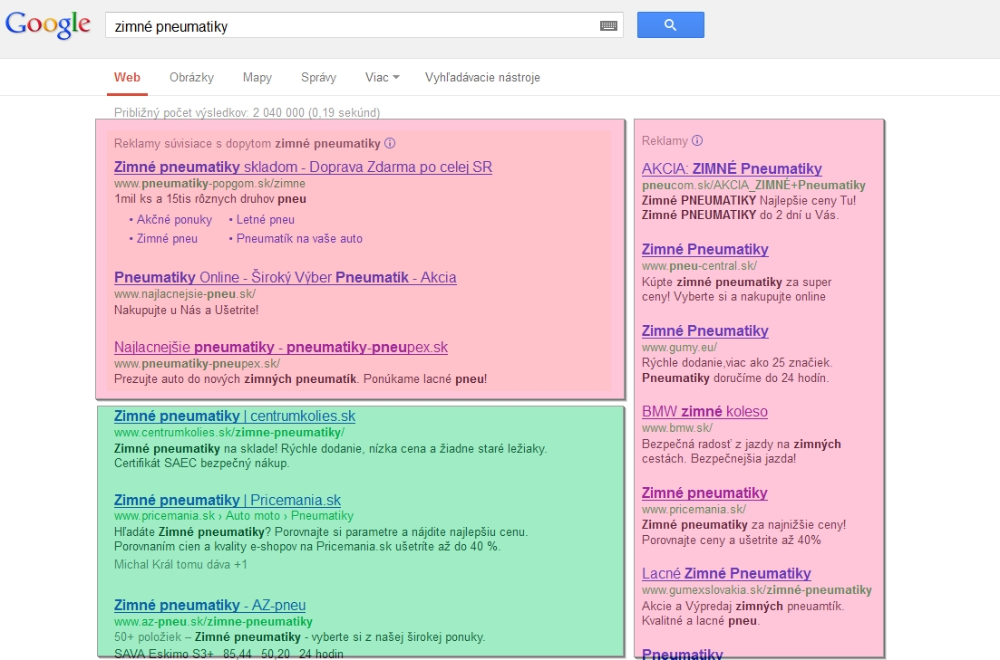 Google
zimné pneumatiky
Web Obrázky Mapy Správy Viac Vyhľadávacie nástroje
Približný počet výsledkov: 2 040 000 (0,19 sekúnd)
Reklamy súvisiace s dopytom zimné pneumatiky
Zimné pneumatiky skladom - Doprava Zdarma po celej SR
www.pneumatiky-popgom.sk/zimne
1mil ks a 15tis rôznych druhov pneu
• Akčné ponuky • Letné pneu
• Zimné pneu • Pneumatík na vaše auto
Pneumatiky Online - Široký Výber Pneumatík - Akcia
www.najlacnejsie-pneu.sk/
Nakupujte u Nás a Ušetrite!
Najlacnejšie pneumatiky - pneumatiky-pneupex.sk
www.pneumatiky-pneupex.sk/
Prezujte auto do nových zimných pneumatík. Ponúkame lacné pneu!
Zimné pneumatiky | centrumkolies.sk
www.centrumkolies.sk/zimne-pneumatiky/
Zimné pneumatiky na sklade! Rýchle dodanie, nízka cena a žiadne staré ležiaky.
Certifikát SAEC bezpečný nákup.
Zimné pneumatiky | Pricemania.sk
www.pricemania.sk › Auto moto › Pneumatiky
Hľadáte Zimné pneumatiky? Porovnajte si parametre a nájdite najlepšiu cenu.
Porovnaním cien a kvality e-shopov na Pricemania.sk ušetríte až do 40 %.
Michal Král tomu dáva +1
Zimné pneumatiky - AZ-pneu
www.az-pneu.sk/zimne-pneumatiky
50+ položiek – Zimné pneumatiky - vyberte si z našej širokej ponuky.
SAVA Eskimo S3+ 85,44 50,20 24 hodin
Reklamy
AKCIA: ZIMNÉ Pneumatiky
pneucom.sk/AKCIA_ZIMNÉ+Pneumatiky
Zimné PNEUMATIKY Najlepšie ceny Tu!
Zimné PNEUMATIKY do 2 dní u Vás.
Zimné Pneumatiky
www.pneu-central.sk/
Kúpte zimné pneumatiky za super
ceny! Vyberte si a nakupujte online
Zimné Pneumatiky
www.gumy.eu/
Rýchle dodanie,viac ako 25 značiek.
Pneumatiky doručíme do 24 hodín.
BMW zimné koleso
www.bmw.sk/
Bezpečná radosť z jazdy na zimných
cestách. Bezpečnejšia jazda!
Zimné pneumatiky
www.pricemania.sk/
Zimné pneumatiky za najnižšie ceny!
Porovnajte ceny a ušetrite až 40%
Lacné Zimné Pneumatiky
www.gumexslovakia.sk/zimné-pneumatiky
Akcie a Výpredaj zimných pneuamtík.
Kvalitné a lacné pneu.
Pneumatiky